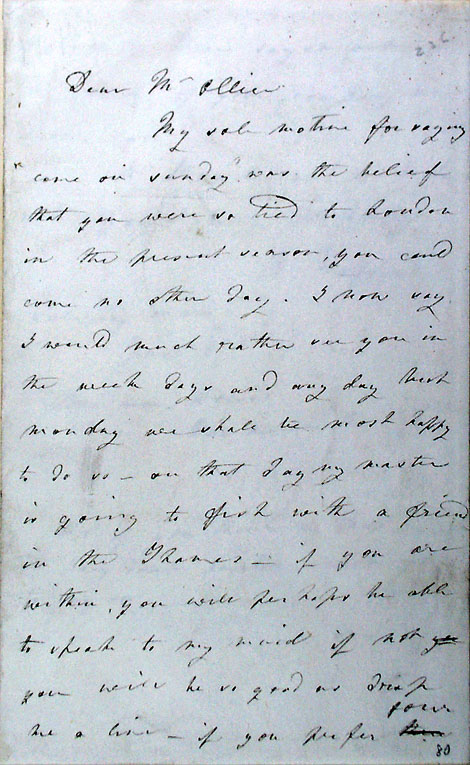 Dear Mr Ollier
My sole motive for saying
"come on sunday" was the belief
that you were so tied to London
in the present season, you could
come no other day. I now say
I would much rather see you in
the week days and any day but
monday we shall be most happy
to do so – on that day my master
is going to fish with a friend
in the Thames – if you are
within, you will perhaps be able
to speak to my maid if not
you will be so good as drop
me a line – if you prefer
your
80